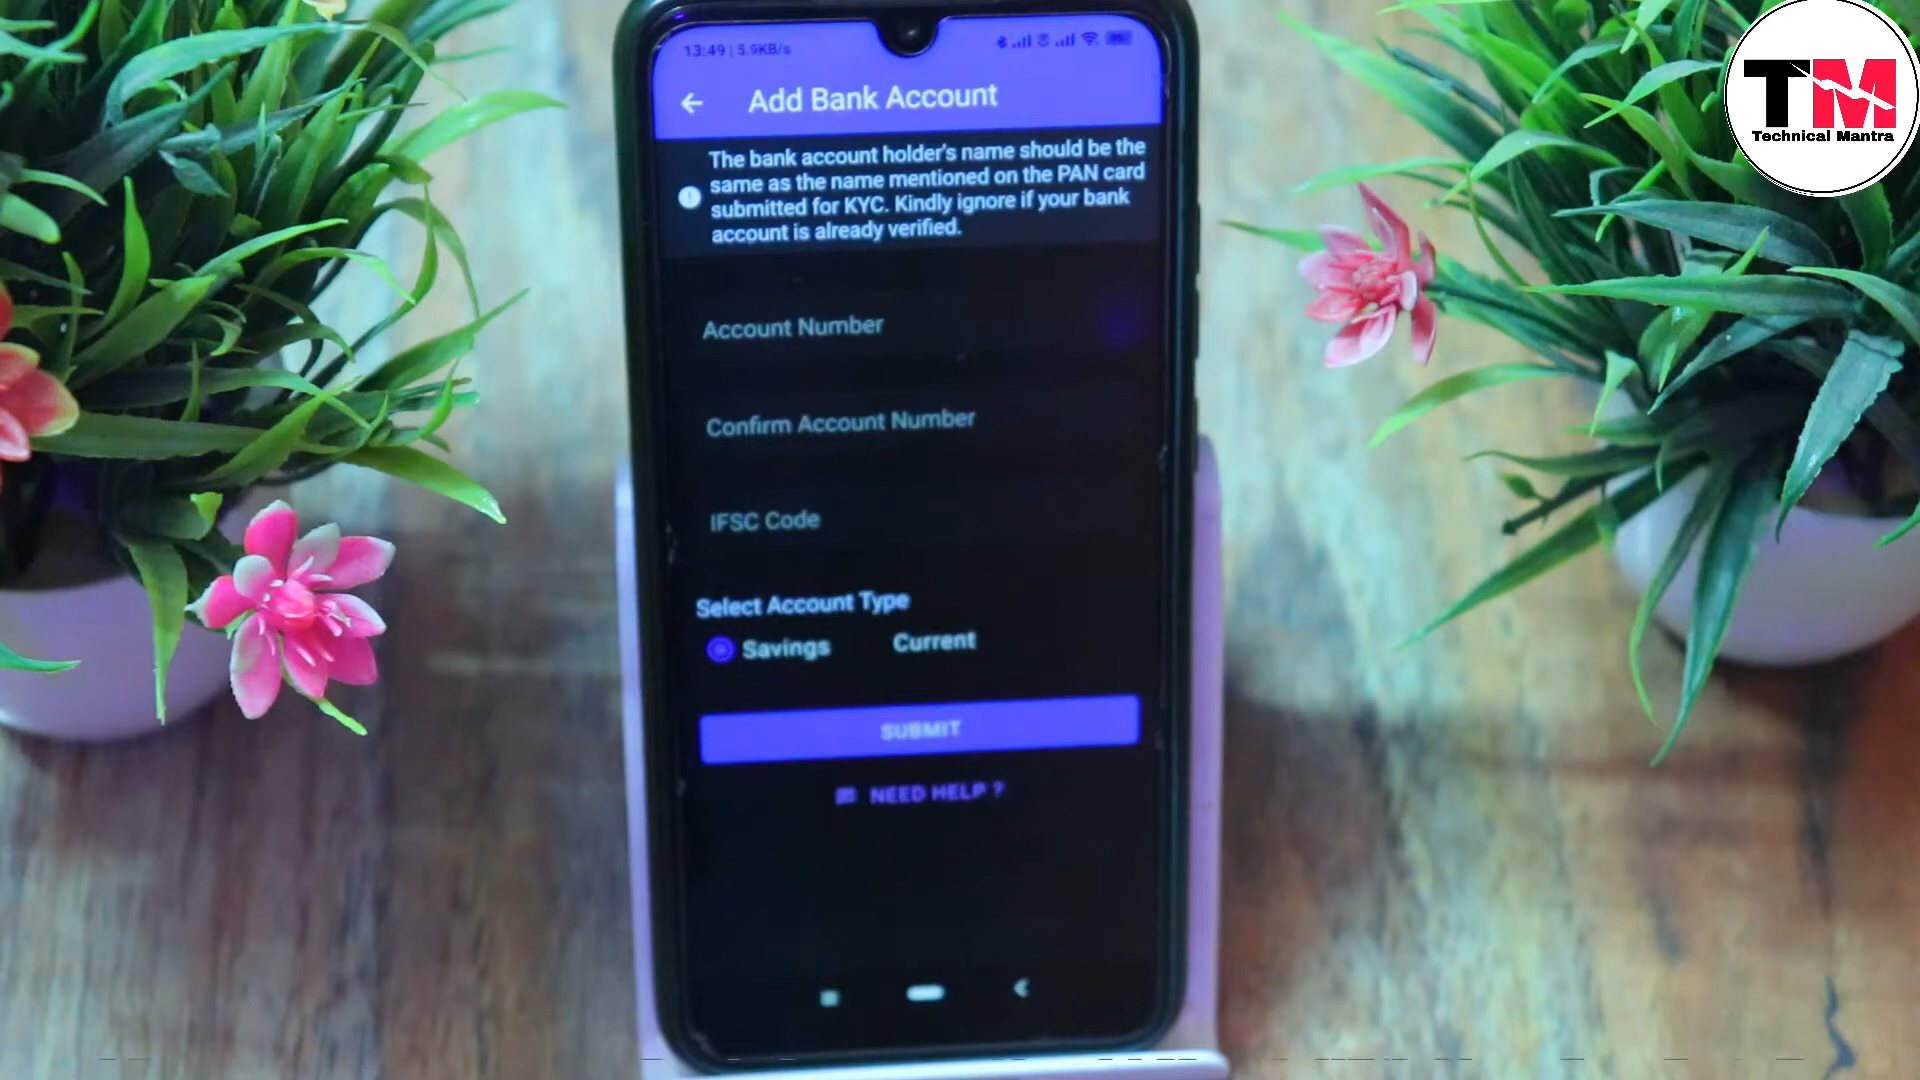 TM
Technical Mantra
13:49 | 5.9KB/s
Add Bank Account
The bank account holder's name should be the
same as the name mentioned on the PAN card
submitted for KYC. Kindly ignore if your bank
account is already verified.
Account Number
Confirm Account Number
IFSC Code
Select Account Type
Savings Current
SUBMIT
NEED HELP ?